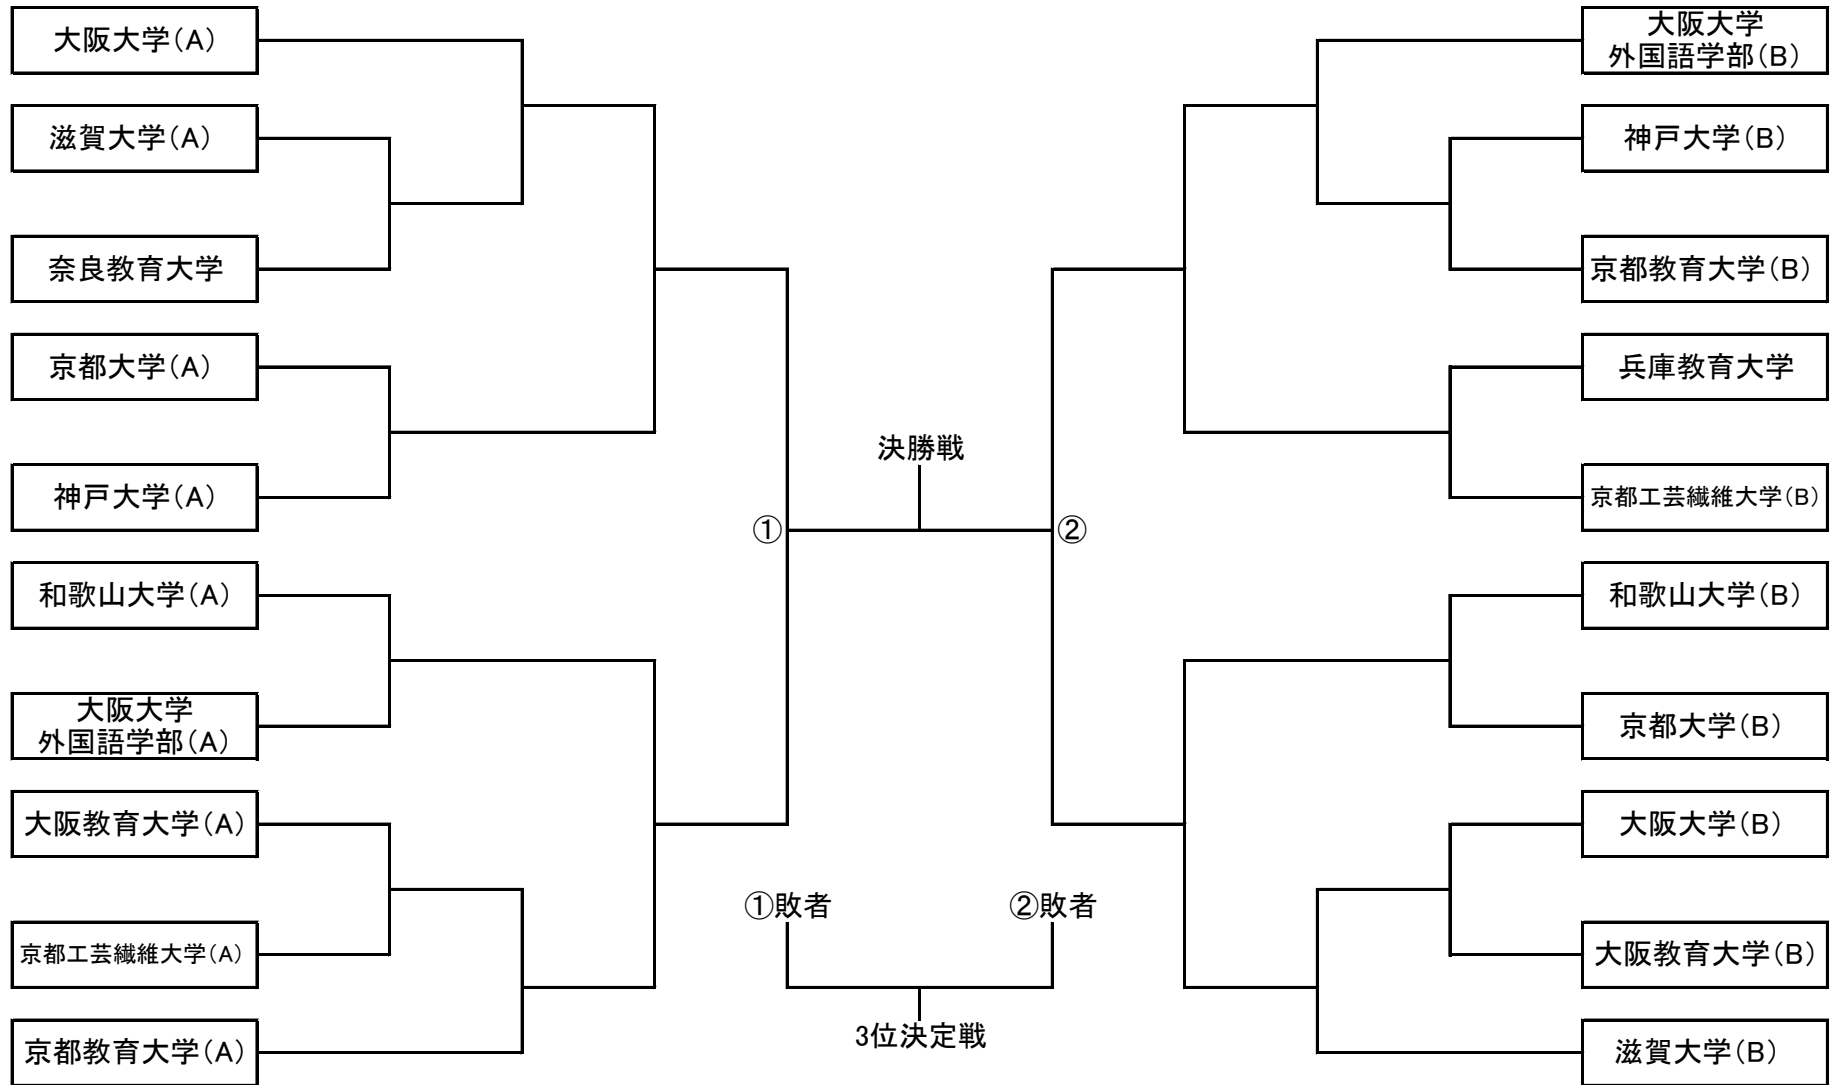 大阪大学(A)
滋賀大学(A)
奈良教育大学
京都大学(A)
神戸大学(A)
和歌山大学(A)
大阪大学
外国語学部(A)
大阪教育大学(A)
京都工芸繊維大学(A)
京都教育大学(A)
決勝戦
①
②
①敗者
②敗者
3位決定戦
大阪大学
外国語学部(B)
神戸大学(B)
京都教育大学(B)
兵庫教育大学
京都工芸繊維大学(B)
和歌山大学(B)
京都大学(B)
大阪大学(B)
大阪教育大学(B)
滋賀大学(B)